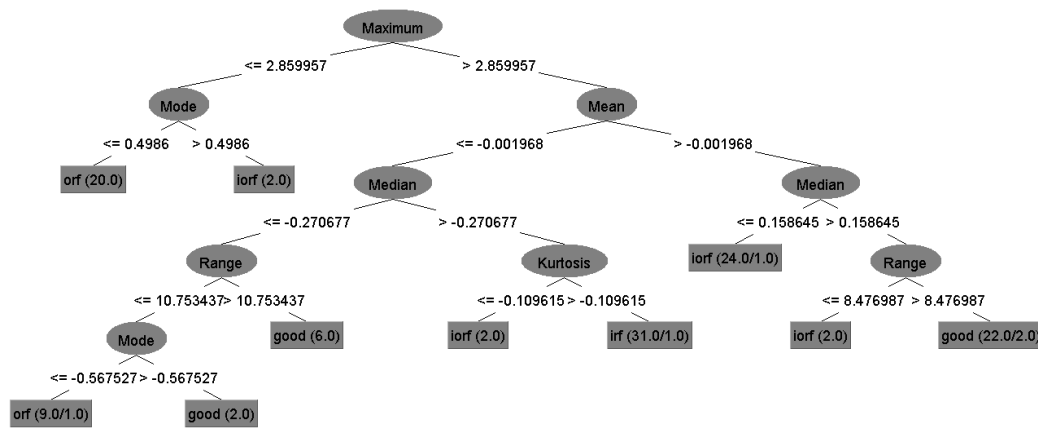 Maximum
<= 2.859957 > 2.859957
Mode Mean
<= 0.4986 > 0.4986 <= -0.001968 > -0.001968
orf (20.0) iorf (2.0) Median Median
<= -0.270677 > -0.270677 <= 0.158645 > 0.158645
Range Kurtosis iorf (24.0/1.0) Range
<= 10.753437 > 10.753437 <= -0.109615 > -0.109615 <= 8.476987 > 8.476987
Mode good (6.0) iorf (2.0) irf (31.0/1.0) iorf (2.0) good (22.0/2.0)
<= -0.567527 > -0.567527
orf (9.0/1.0) good (2.0)